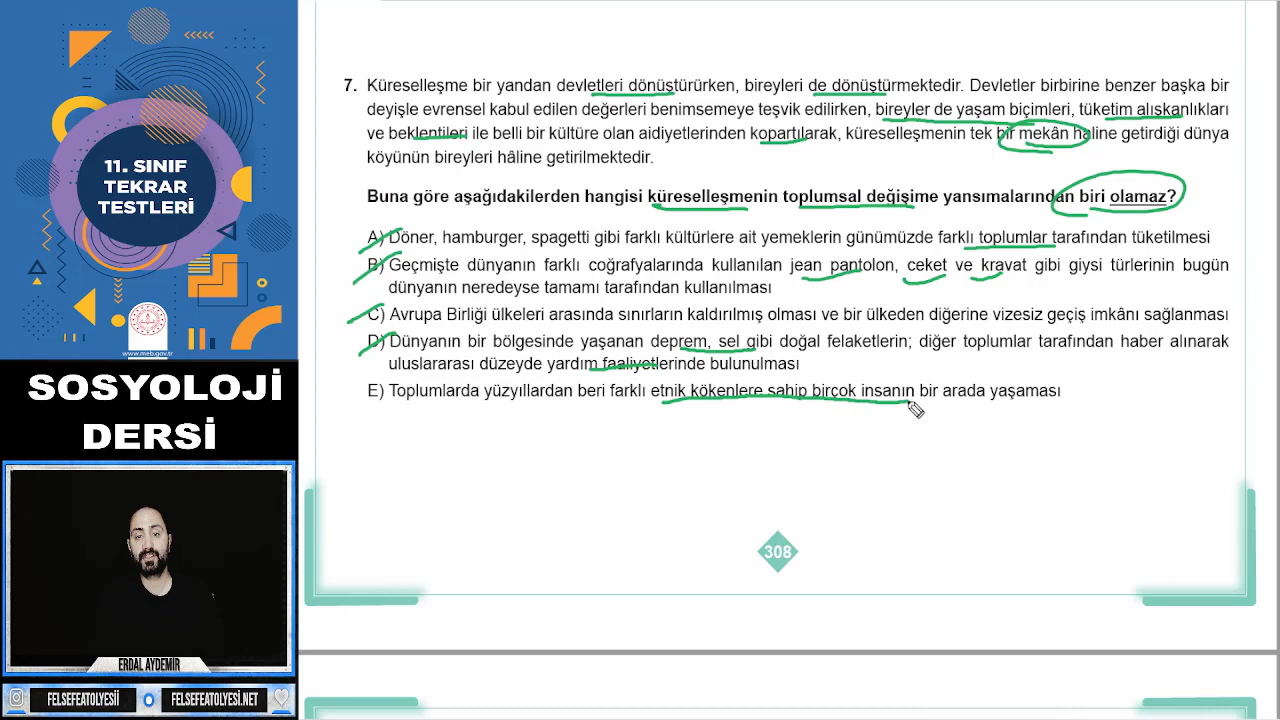 11. SINIF
TEKRAR
TESTLERİ
www.meb.gov.tr
SOSYOLOJİ
DERSİ
ERDAL AYDEMİR
FELSEFEATOLYESİİ
FELSEFEATOLYESİ.NET
7. Küreselleşme bir yandan devletleri dönüştürürken, bireyleri de dönüştürmektedir. Devletler birbirine benzer başka bir
deyişle evrensel kabul edilen değerleri benimsemeye teşvik edilirken, bireyler de yaşam biçimleri, tüketim alışkanlıkları
ve beklentileri ile belli bir kültüre olan aidiyetlerinden kopartılarak, küreselleşmenin tek bir mekân haline getirdiği dünya
köyünün bireyleri hâline getirilmektedir.
Buna göre aşağıdakilerden hangisi küreselleşmenin toplumsal değişime yansımalarından biri olamaz?
A) Döner, hamburger, spagetti gibi farklı kültürlere ait yemeklerin günümüzde farklı toplumlar tarafından tüketilmesi
B) Geçmişte dünyanın farklı coğrafyalarında kullanılan jean pantolon, ceket ve kravat gibi giysi türlerinin bugün
dünyanın neredeyse tamamı tarafından kullanılması
C) Avrupa Birliği ülkeleri arasında sınırların kaldırılmış olması ve bir ülkeden diğerine vizesiz geçiş imkânı sağlanması
D) Dünyanın bir bölgesinde yaşanan deprem, sel gibi doğal felaketlerin; diğer toplumlar tarafından haber alınarak
uluslararası düzeyde yardım faaliyetlerinde bulunulması
E) Toplumlarda yüzyıllardan beri farklı etnik kökenlere sahip birçok insanın bir arada yaşaması
308